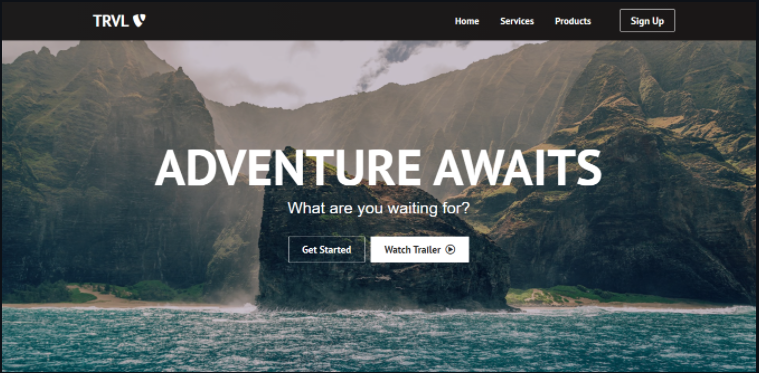 TRVL
Home Services Products Sign Up
ADVENTURE AWAITS
What are you waiting for?
Get Started Watch Trailer